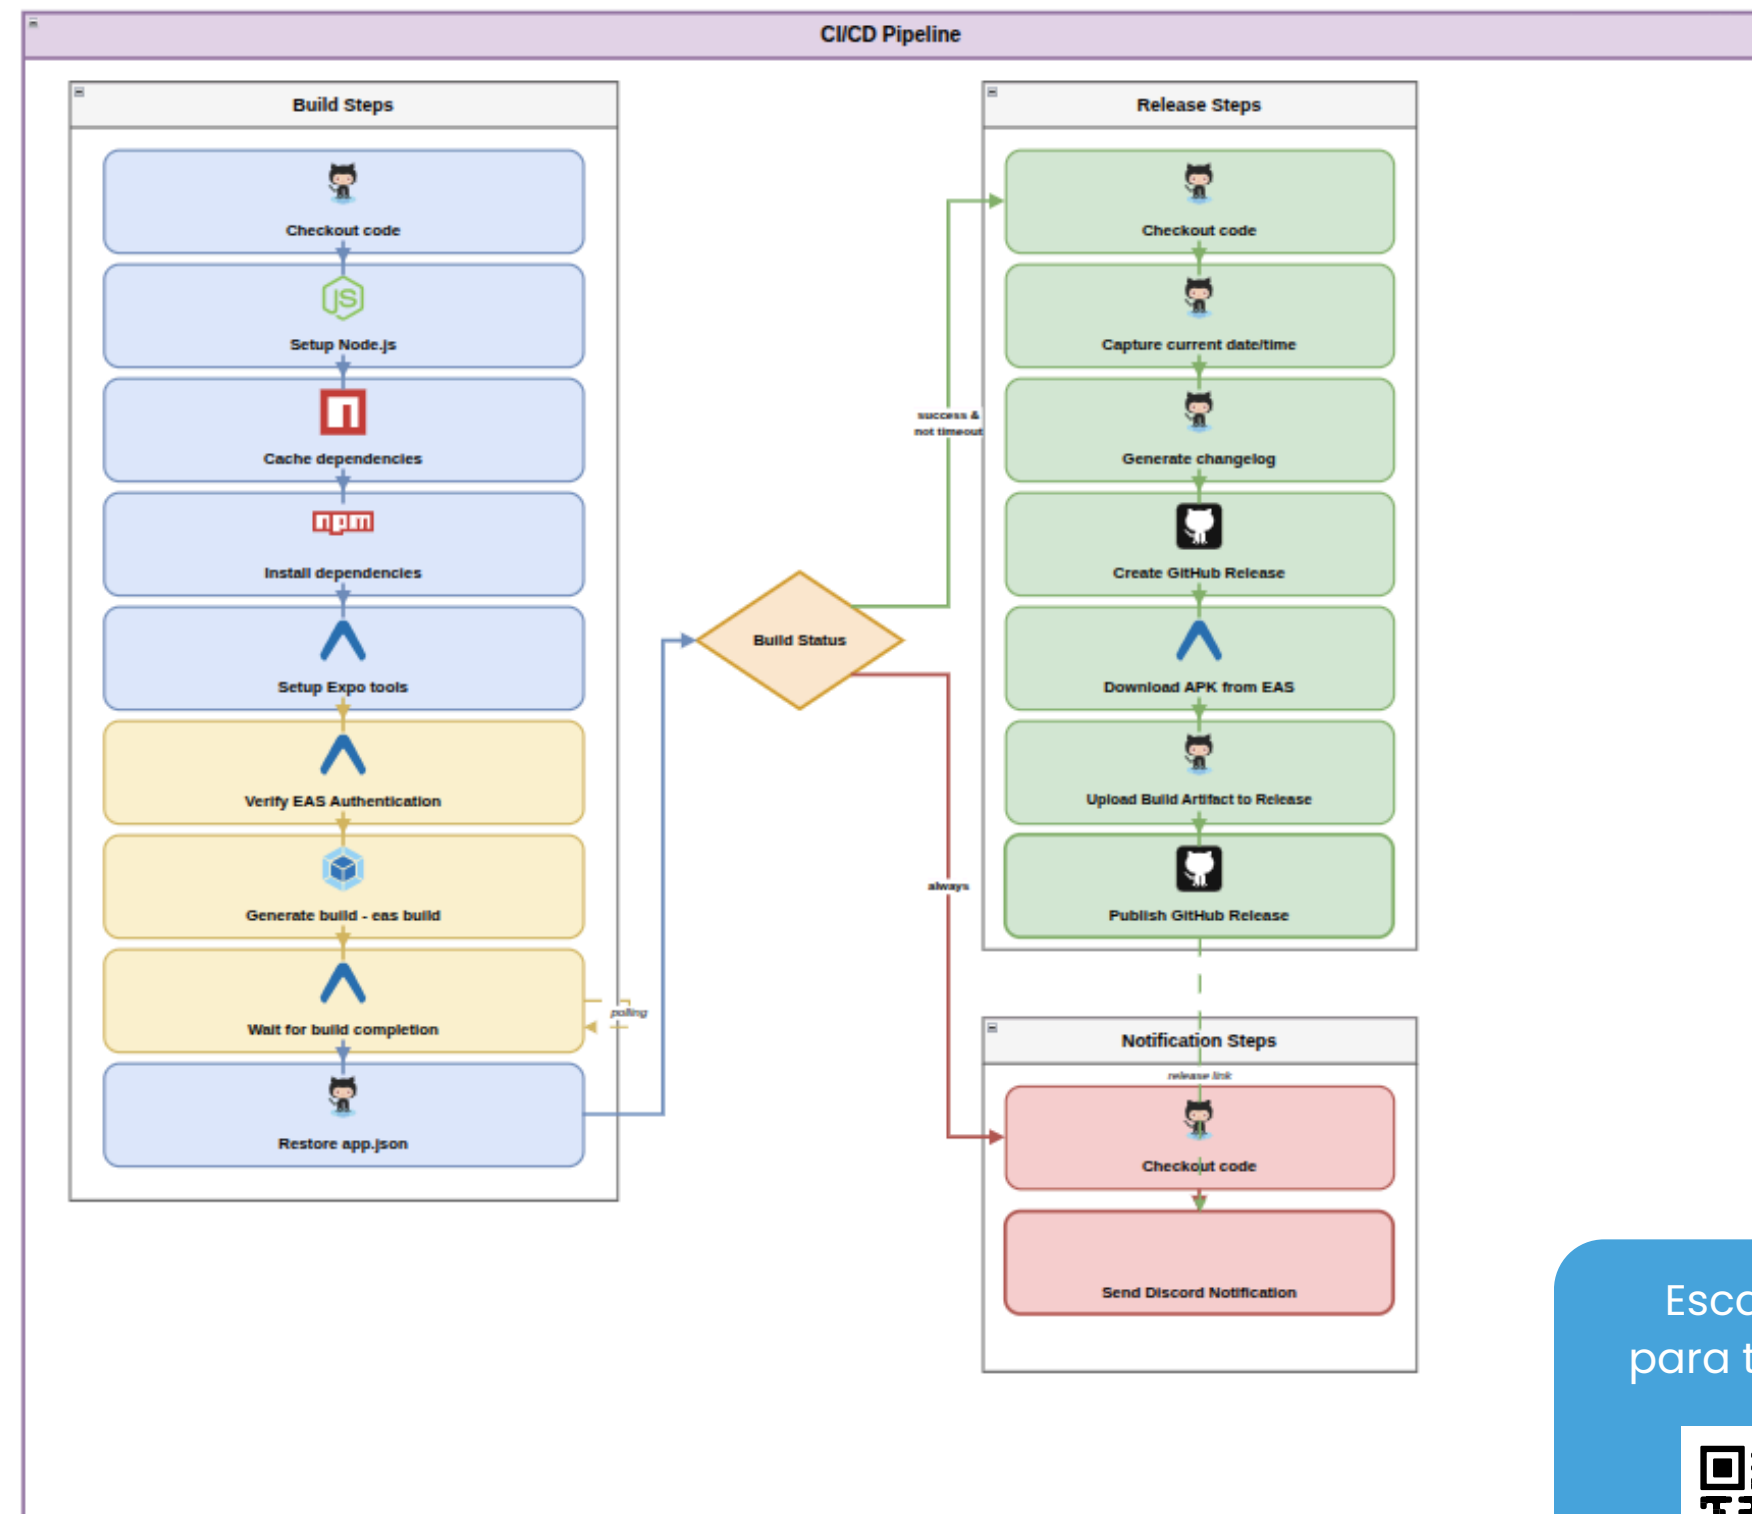 CI/CD Pipeline
Build Steps
Checkout code
JS
Setup Node.js
Cache dependencies
npm
Install dependencies
Setup Expo tools
Verify EAS Authentication
Generate build - eas build
Wait for build completion
polling
Restore app.json
Build Status
success &
not timeout
always
Release Steps
Checkout code
Capture current date/time
Generate changelog
Create GitHub Release
Download APK from EAS
Upload Build Artifact to Release
Publish GitHub Release
Notification Steps
release link
Checkout code
Send Discord Notification
para